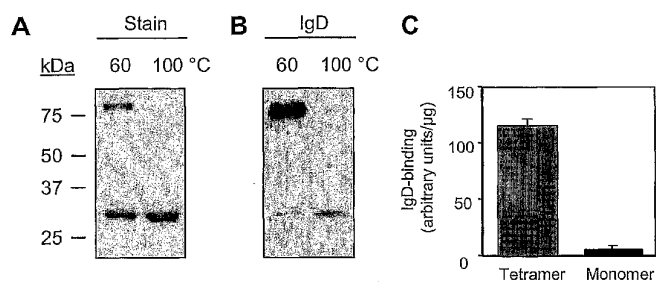 A
Stain
kDa
60 100 °C
75
50
37
25
B
IgD
60 100 °C
C
IgD-binding
(arbitrary units/µg)
150
100
50
0
Tetramer Monomer